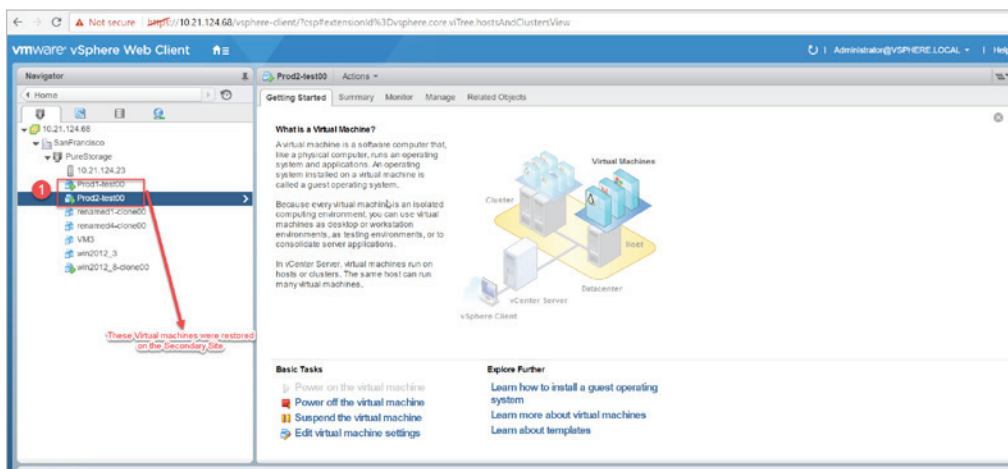 Not secure | https://10.21.124.68/vsphere-client/?csp#extensionId%3Dvsphere.core.viTree.hostsAndClustersView
vmware® vSphere Web Client
Administrator@VSPHERE.LOCAL
Help
Navigator
Home
10.21.124.68
SanFrancisco
PureStorage
10.21.124.23
Prod1-test00
1
Prod2-test00
renamed1-clone00
renamed4-clone00
VM3
win2012_3
win2012_8-clone00
These Virtual machines were restored
on the Secondary Site
Prod2-test00
Actions
Getting Started Summary Monitor Manage Related Objects
What is a Virtual Machine?
A virtual machine is a software computer that,
like a physical computer, runs an operating
system and applications. An operating
system installed on a virtual machine is
called a guest operating system.
Because every virtual machine is an isolated
computing environment, you can use virtual
machines as desktop or workstation
environments, as testing environments, or to
consolidate server applications.
In vCenter Server, virtual machines run on
hosts or clusters. The same host can run
many virtual machines.
Virtual Machines
Cluster
Host
Datacenter
vCenter Server
vSphere Client
Basic Tasks
Power on the virtual machine
Power off the virtual machine
Suspend the virtual machine
Edit virtual machine settings
Explore Further
Learn how to install a guest operating
system
Learn more about virtual machines
Learn about templates